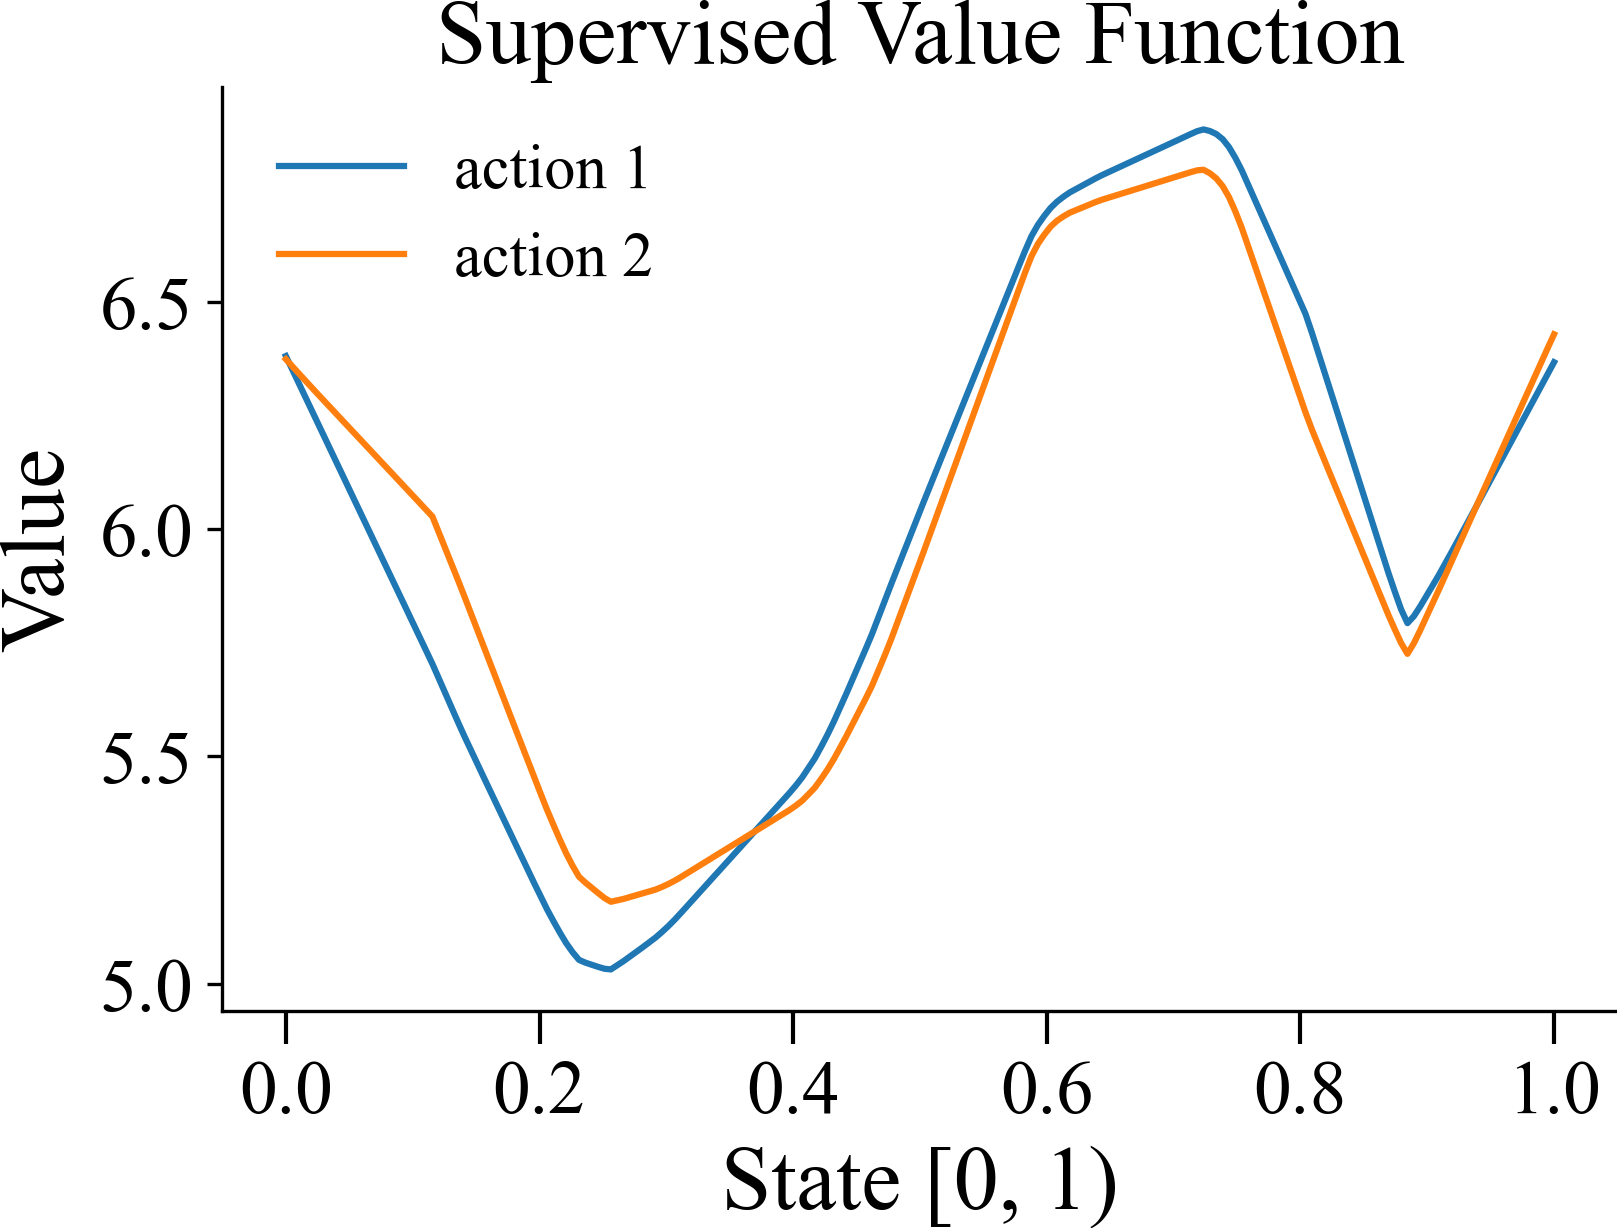 Supervised Value Function
action 1
action 2
Value
6.5
6.0
5.5
5.0
0.0 0.2 0.4 0.6 0.8 1.0
State [0, 1)